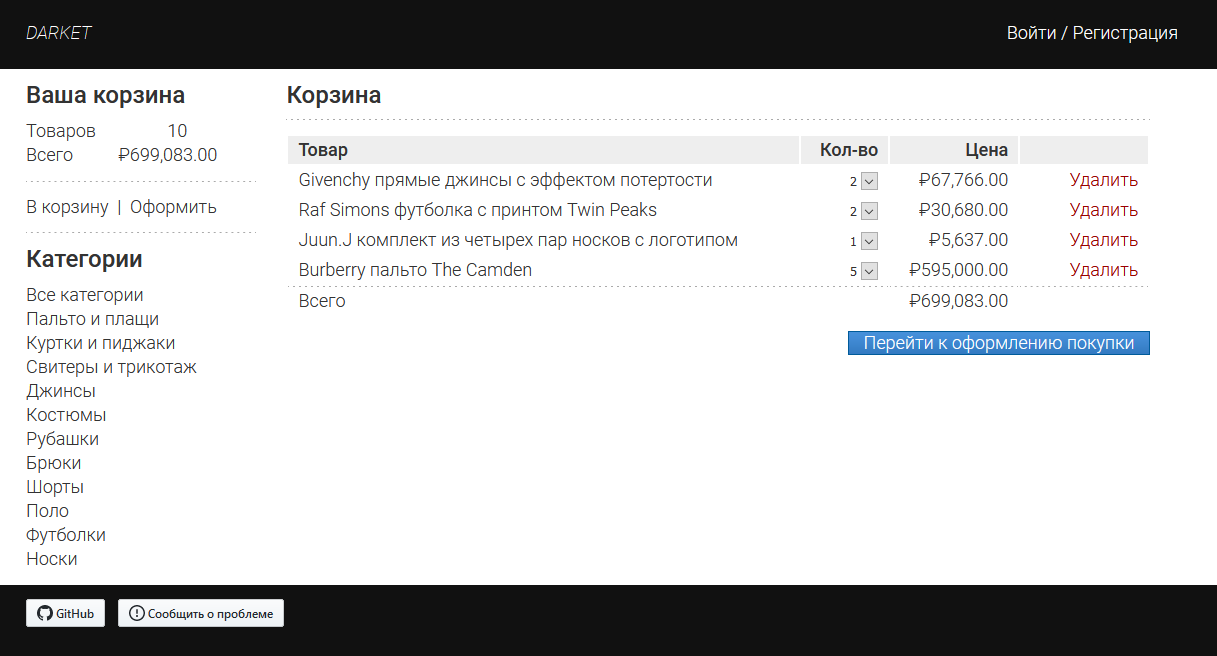 DARKET
Войти / Регистрация
Ваша корзина
Товаров 10
Всего ₽699,083.00
В корзину | Оформить
Категории
Все категории
Пальто и плащи
Куртки и пиджаки
Свитеры и трикотаж
Джинсы
Костюмы
Рубашки
Брюки
Шорты
Поло
Футболки
Носки
Корзина
Товар Кол-во Цена
Givenchy прямые джинсы с эффектом потертости 2 ₽67,766.00 Удалить
Raf Simons футболка с принтом Twin Peaks 2 ₽30,680.00 Удалить
Juun.J комплект из четырех пар носков с логотипом 1 ₽5,637.00 Удалить
Burberry пальто The Camden 5 ₽595,000.00 Удалить
Всего ₽699,083.00
Перейти к оформлению покупки
GitHub
Сообщить о проблеме